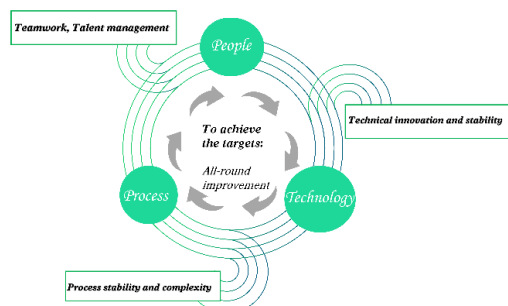 Teamwork, Talent management
People
Technical innovation and stability
To achieve
the targets:
All-round
improvement
Process
Technology
Process stability and complexity